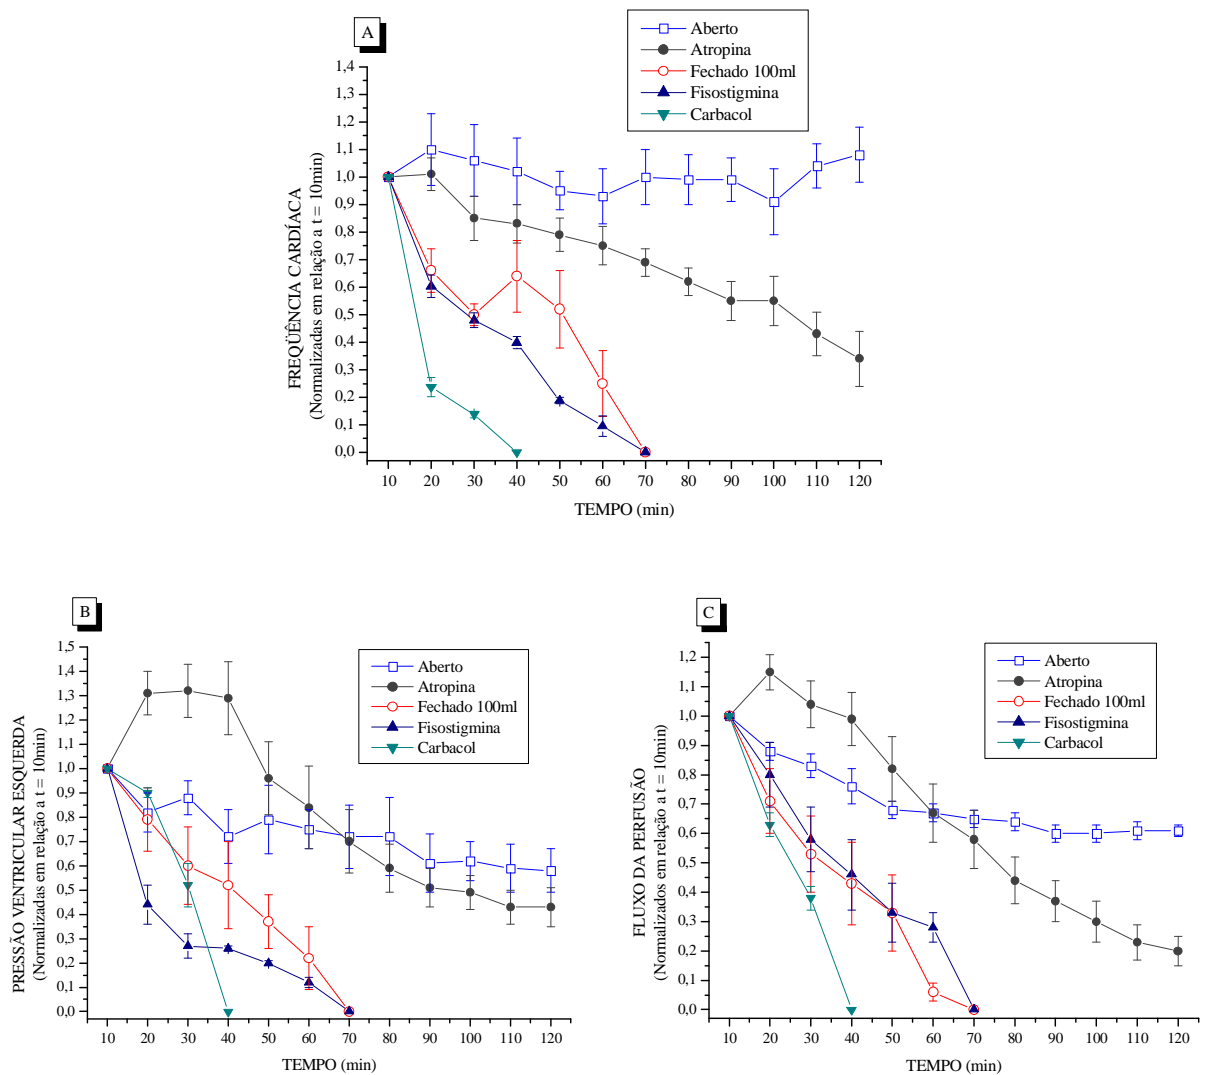 A
Aberto
Atropina
Fechado 100ml
Fisostigmina
Carbacol
1,4
1,3
1,2
1,1
1,0
0,9
0,8
0,7
0,6
0,5
0,4
0,3
0,2
0,1
0,0
FREQÜÊNCIA CARDÍACA
(Normalizadas em relação a t = 10min)
10 20 30 40 50 60 70 80 90 100 110 120
TEMPO (min)
B
Aberto
Atropina
Fechado 100ml
Fisostigmina
Carbacol
1,5
1,4
1,3
1,2
1,1
1,0
0,9
0,8
0,7
0,6
0,5
0,4
0,3
0,2
0,1
0,0
PRESSÃO VENTRICULAR ESQUERDA
(Normalizadas em relação a t = 10min)
10 20 30 40 50 60 70 80 90 100 110 120
TEMPO (min)
C
Aberto
Atropina
Fechado 100ml
Fisostigmina
Carbacol
1,2
1,1
1,0
0,9
0,8
0,7
0,6
0,5
0,4
0,3
0,2
0,1
0,0
FLUXO DA PERFUSÃO
(Normalizados em relação a t = 10min)
10 20 30 40 50 60 70 80 90 100 110 120
TEMPO (min)